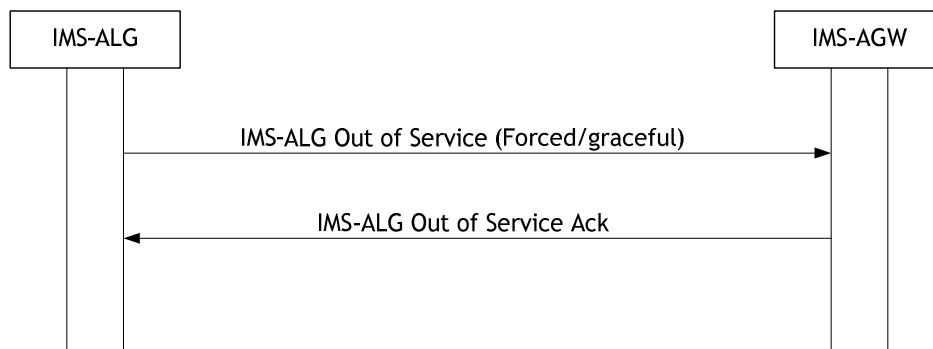 IMS-ALG
IMS-AGW
IMS-ALG Out of Service (Forced/graceful)
IMS-ALG Out of Service Ack